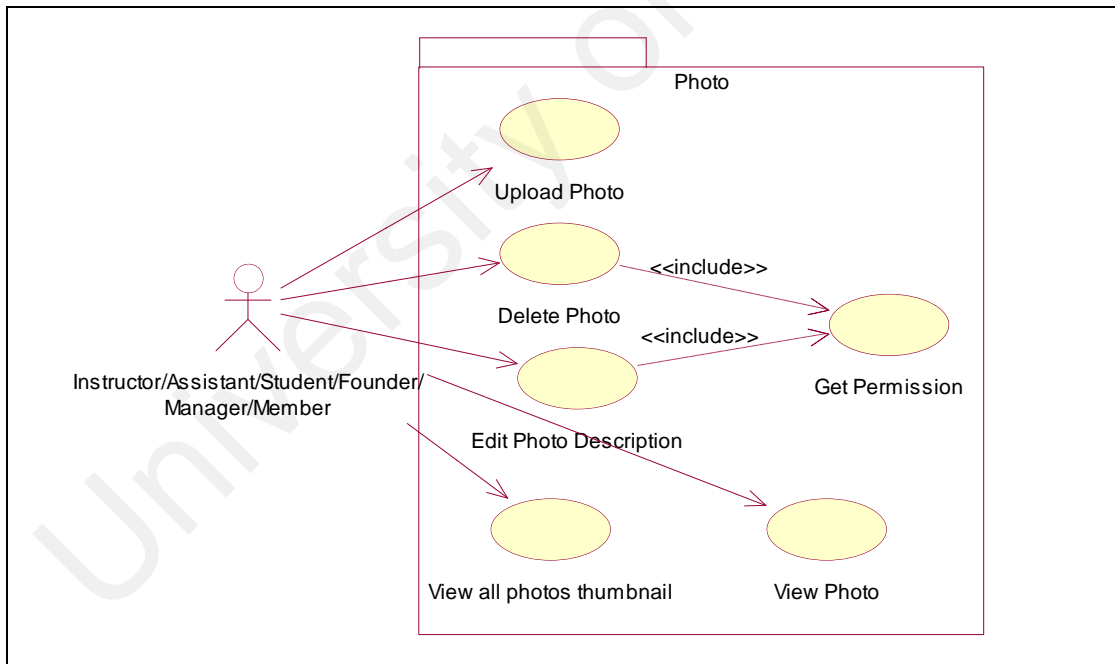 Photo
Upload Photo
<<include>>
Delete Photo
<<include>>
Instructor/Assistant/Student/Founder/
Manager/Member
Get Permission
Edit Photo Description
View all photos thumbnail
View Photo
University of